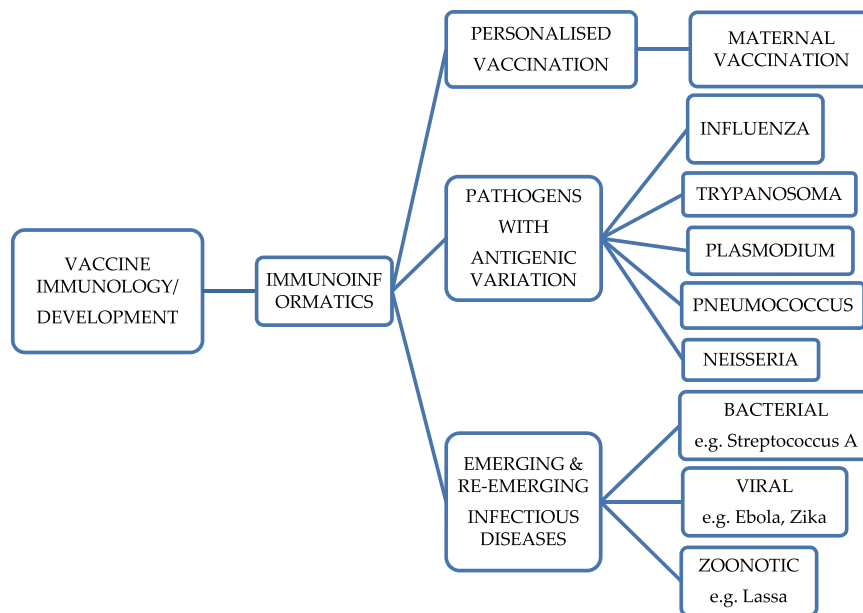 VACCINE
IMMUNOLOGY/
DEVELOPMENT
IMMUNOINF
ORMATICS
PERSONALISED
VACCINATION
MATERNAL
VACCINATION
PATHOGENS
WITH
ANTIGENIC
VARIATION
INFLUENZA
TRYPANOSOMA
PLASMODIUM
PNEUMOCOCCUS
NEISSERIA
EMERGING &
RE-EMERGING
INFECTIOUS
DISEASES
BACTERIAL
e.g. Streptococcus A
VIRAL
e.g. Ebola, Zika
ZOONOTIC
e.g. Lassa